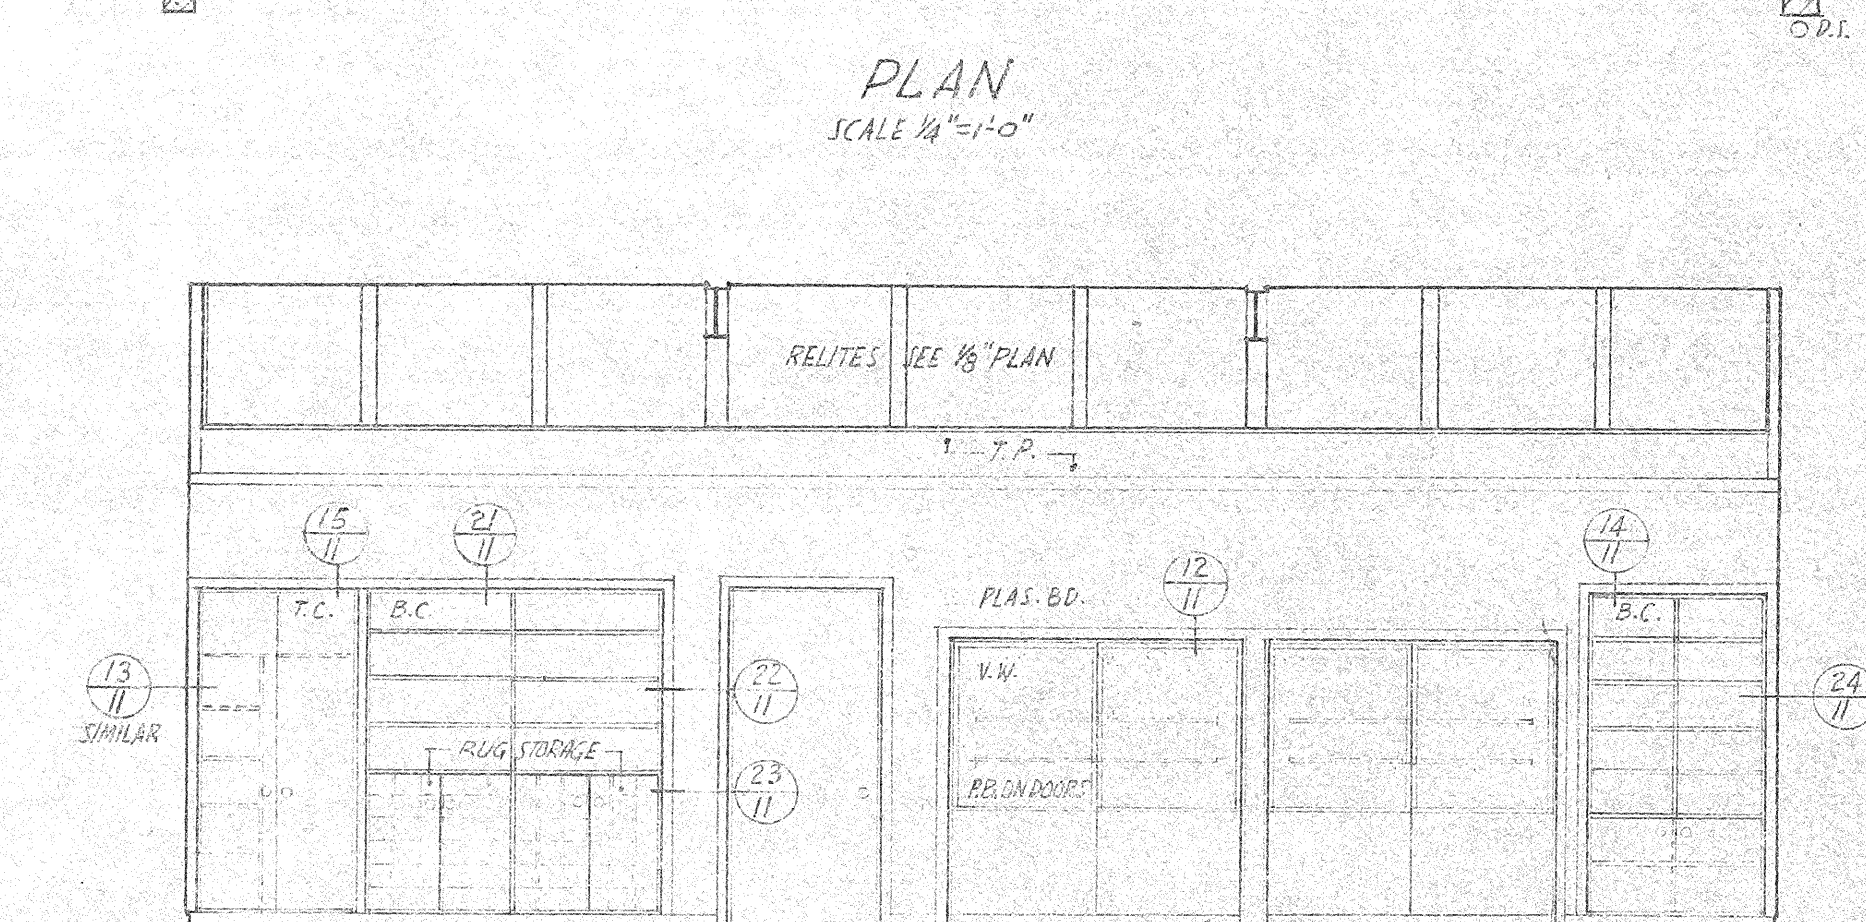 D.S.
PLAN
SCALE 1/4"=1'-0"
RELITES SEE 1/8" PLAN
T.P.
15
11
21
11
14
11
12
11
T.C.
B.C.
PLAS. BD.
B.C.
13
11
SIMILAR
22
11
V.W.
24
11
RUG STORAGE
23
11
P.B. ON DOORS